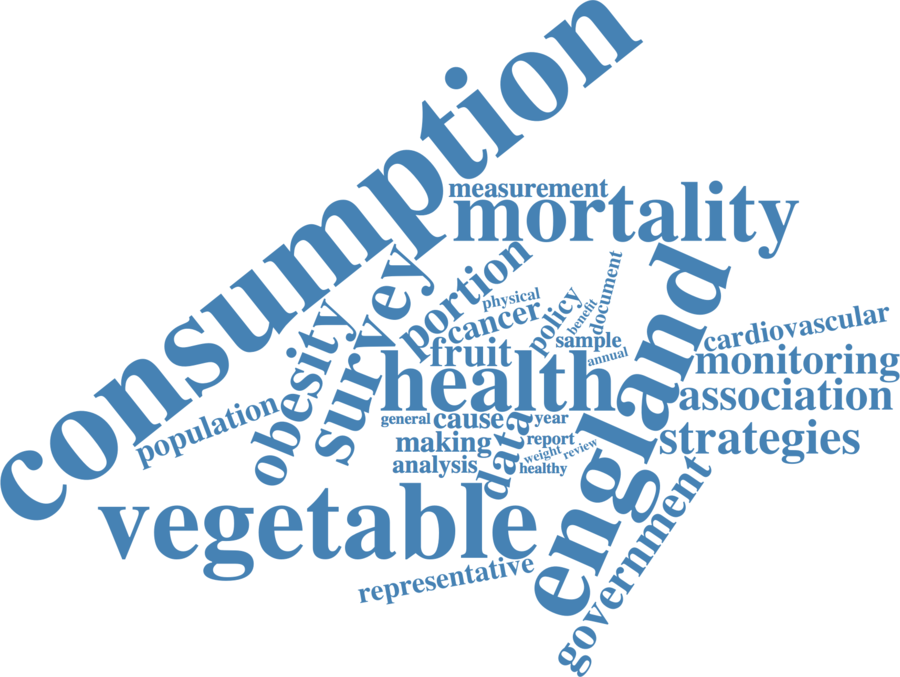 consumption
measurement
mortality
portion
survey
obesity
physical
cancer
policy
benefit
document
sample
annual
fruit
health
england
cardiovascular
monitoring
association
strategies
population
general
cause
year
making
data
report
review
weight
analysis
healthy
vegetable
representative
government